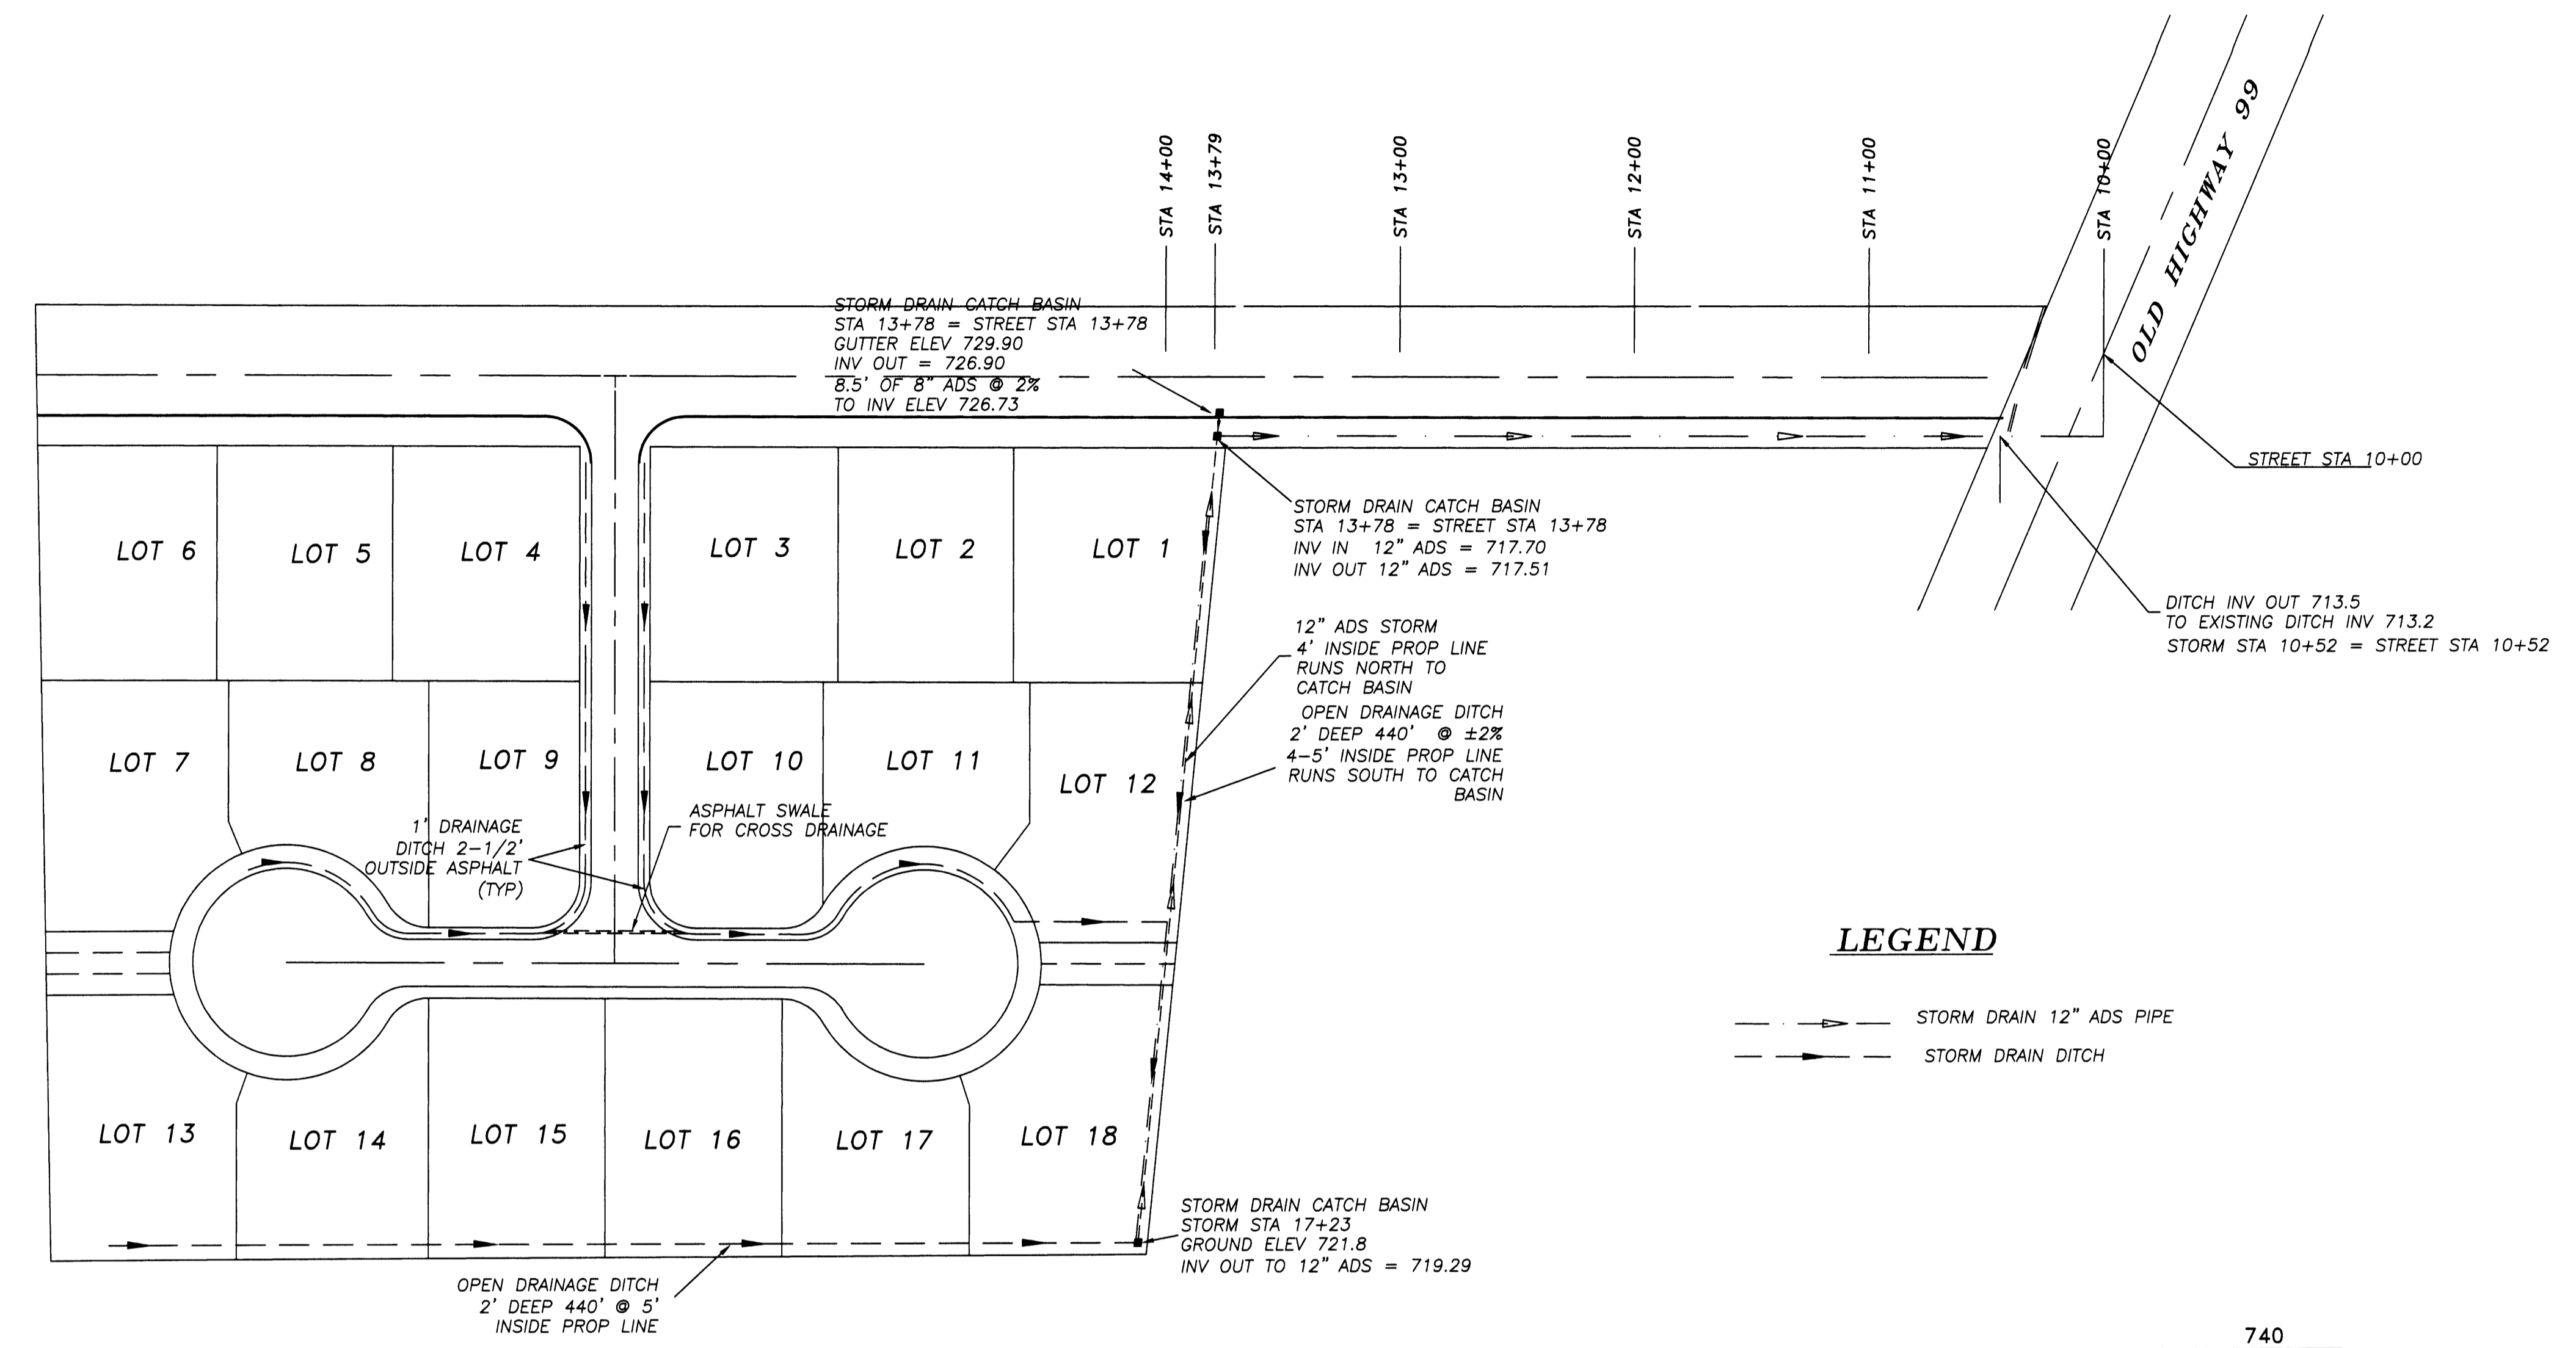 STA 14+00
STA 13+79
STA 13+00
STA 12+00
STA 11+00
STA 10+00
OLD HIGHWAY 99
STORM DRAIN CATCH BASIN
STA 13+78 = STREET STA 13+78
GUTTER ELEV 729.90
INV OUT = 726.90
8.5' OF 8" ADS @ 2%
TO INV ELEV 726.73
STREET STA 10+00
STORM DRAIN CATCH BASIN
STA 13+78 = STREET STA 13+78
INV IN 12" ADS = 717.70
INV OUT 12" ADS = 717.51
LOT 6
LOT 5
LOT 4
LOT 3
LOT 2
LOT 1
DITCH INV OUT 713.5
TO EXISTING DITCH INV 713.2
STORM STA 10+52 = STREET STA 10+52
12" ADS STORM
4' INSIDE PROP LINE
RUNS NORTH TO
CATCH BASIN
OPEN DRAINAGE DITCH
2' DEEP 440' @ ±2%
4-5' INSIDE PROP LINE
RUNS SOUTH TO CATCH
BASIN
LOT 7
LOT 8
LOT 9
LOT 10
LOT 11
LOT 12
ASPHALT SWALE
FOR CROSS DRAINAGE
1' DRAINAGE
DITCH 2-1/2'
OUTSIDE ASPHALT
(TYP)
LEGEND
STORM DRAIN 12" ADS PIPE
STORM DRAIN DITCH
LOT 13
LOT 14
LOT 15
LOT 16
LOT 17
LOT 18
STORM DRAIN CATCH BASIN
STORM STA 17+23
GROUND ELEV 721.8
INV OUT TO 12" ADS = 719.29
OPEN DRAINAGE DITCH
2' DEEP 440' @ 5'
INSIDE PROP LINE
740